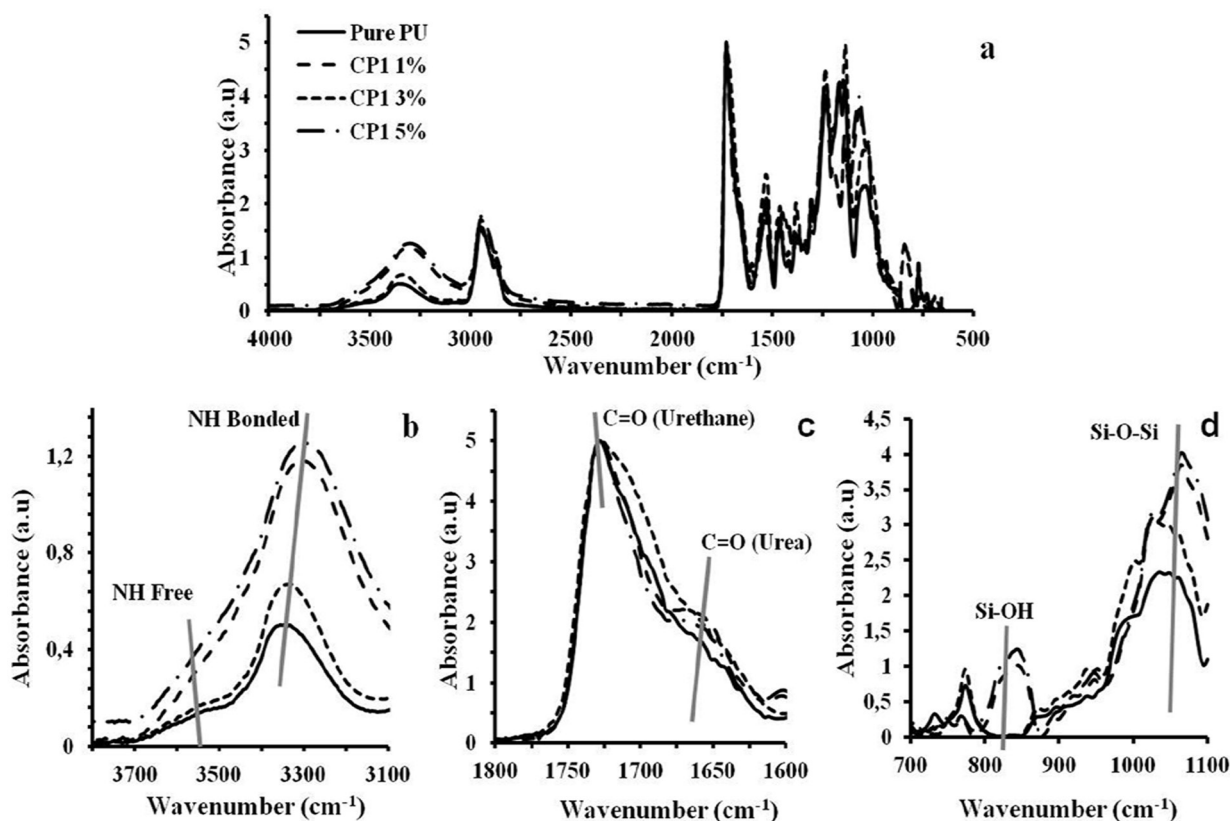 Pure PU
CP1 1%
CP1 3%
CP1 5%
a
Absorbance (a.u)
5
4
3
2
1
0
4000 3500 3000 2500 2000 1500 1000 500
Wavenumber (cm-1)
NH Bonded
NH Free
b
Absorbance (a.u)
1,2
0,8
0,4
0
3700 3500 3300 3100
Wavenumber (cm-1)
C=O (Urethane)
C=O (Urea)
c
Absorbance (a.u)
5
4
3
2
1
0
1800 1750 1700 1650 1600
Wavenumber (cm-1)
Si-O-Si
Si-OH
d
Absorbance (a.u)
4,5
4
3,5
3
2,5
2
1,5
1
0,5
0
700 800 900 1000 1100
Wavenumber (cm-1)